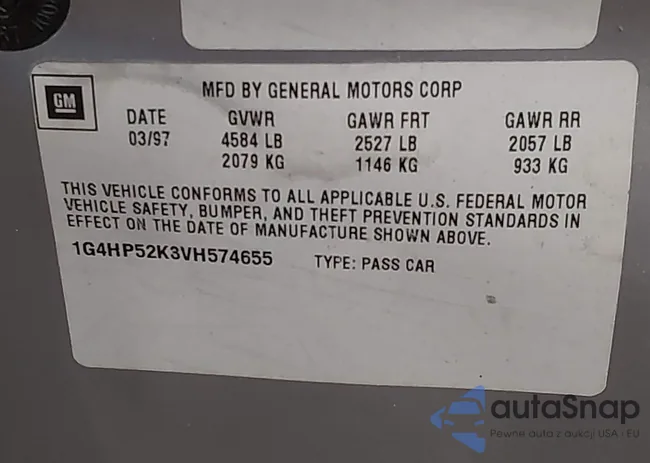 GM
MFD BY GENERAL MOTORS CORP
DATE GVWR GAWR FRT GAWR RR
03/97 4584 LB 2527 LB 2057 LB
2079 KG 1146 KG 933 KG
THIS VEHICLE CONFORMS TO ALL APPLICABLE U.S. FEDERAL MOTOR
VEHICLE SAFETY, BUMPER, AND THEFT PREVENTION STANDARDS IN
EFFECT ON THE DATE OF MANUFACTURE SHOWN ABOVE.
1G4HP52K3VH574655 TYPE: PASS CAR
autaSnap
Pewne auta z aukcji USA - EU